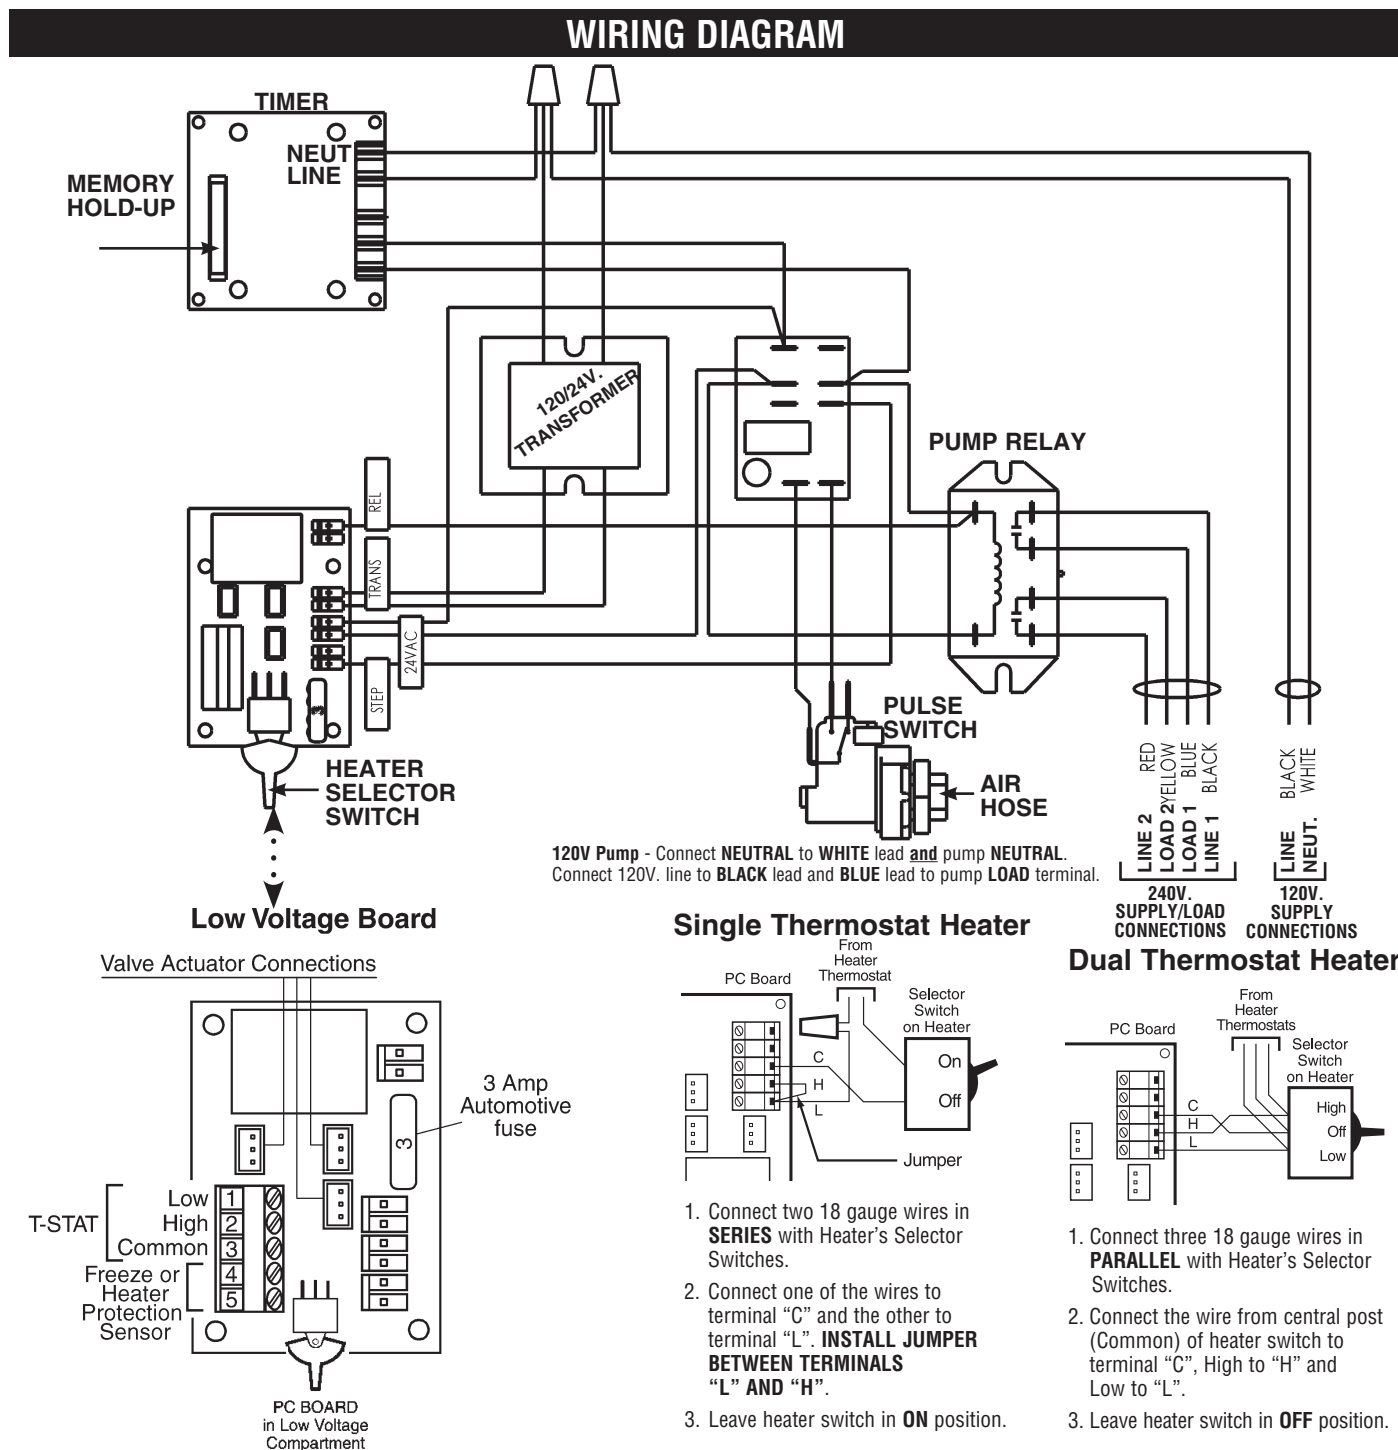 WIRING DIAGRAM
TIMER
NEUT
LINE
MEMORY
HOLD-UP
120/24V.
TRANSFORMER
PUMP RELAY
REL
TRANS
24VAC
STEP
3
HEATER
SELECTOR
SWITCH
PULSE
SWITCH
AIR
HOSE
RED
YELLOW
BLUE
BLACK
BLACK
WHITE
LINE 2
LOAD 2
LOAD 1
LINE 1
LINE
NEUT.
240V.
SUPPLY/LOAD
CONNECTIONS
120V.
SUPPLY
CONNECTIONS
120V Pump - Connect NEUTRAL to WHITE lead and pump NEUTRAL.
Connect 120V. line to BLACK lead and BLUE lead to pump LOAD terminal.
Low Voltage Board
Valve Actuator Connections
3 Amp
Automotive
fuse
3
T-STAT
Low
High
Common
Freeze or
Heater
Protection
Sensor
1
2
3
4
5
PC BOARD
in Low Voltage
Compartment
Single Thermostat Heater
From
Heater
Thermostat
PC Board
Selector
Switch
on Heater
On
Off
C
H
L
Jumper
1. Connect two 18 gauge wires in
SERIES with Heater’s Selector
Switches.
2. Connect one of the wires to
terminal “C” and the other to
terminal “L”. INSTALL JUMPER
BETWEEN TERMINALS
“L” AND “H”.
3. Leave heater switch in ON position.
Dual Thermostat Heater
From
Heater
Thermostats
PC Board
Selector
Switch
on Heater
High
Off
Low
C
H
L
1. Connect three 18 gauge wires in
PARALLEL with Heater’s Selector
Switches.
2. Connect the wire from central post
(Common) of heater switch to
terminal “C”, High to “H” and
Low to “L”.
3. Leave heater switch in OFF position.